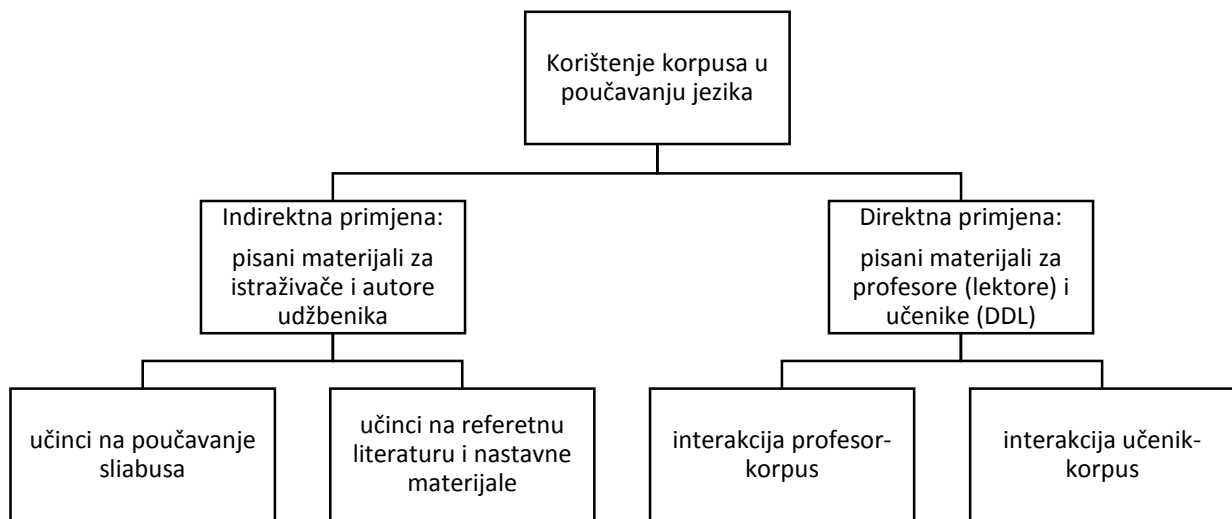 Korištenje korpusa u
poučavanju jezika
Indirektna primjena:
pisani materijali za
istraživače i autore
udžbenika
Direktna primjena:
pisani materijali za
profesore (lektore) i
učenike (DDL)
učinci na poučavanje
sliabusa
učinci na referetnu
literaturu i nastavne
materijale
interakcija profesor-
korpus
interakcija učenik-
korpus